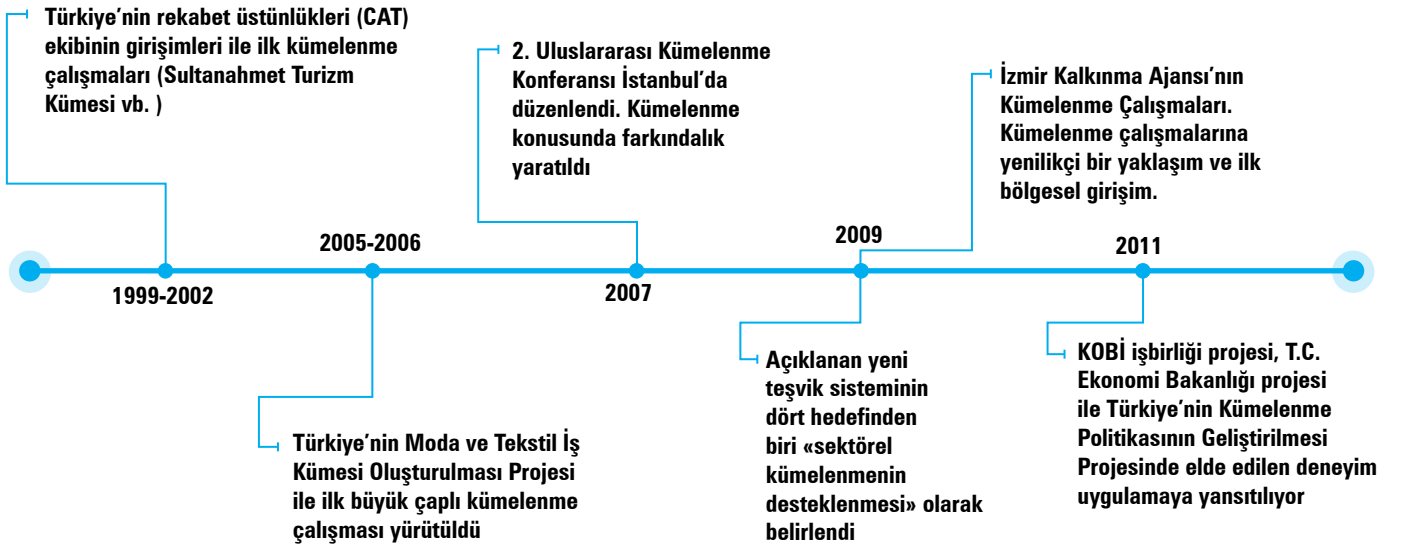 Türkiye’nin rekabet üstünlükleri (CAT)
ekibinin girişimleri ile ilk kümelenme
çalışmaları (Sultanahmet Turizm
Kümesi vb. )
1999-2002
2005-2006
Türkiye’nin Moda ve Tekstil İş
Kümesi Oluşturulması Projesi
ile ilk büyük çaplı kümelenme
çalışması yürütüldü
2. Uluslararası Kümelenme
Konferansı İstanbul’da
düzenlendi. Kümelenme
konusunda farkındalık
yaratıldı
2007
2009
İzmir Kalkınma Ajansı’nın
Kümelenme Çalışmaları.
Kümelenme çalışmalarına
yenilikçi bir yaklaşım ve ilk
bölgesel girişim.
Açıklanan yeni
teşvik sisteminin
dört hedefinden
biri «sektörel
kümelenmenin
desteklenmesi» olarak
belirlendi
2011
KOBİ işbirliği projesi, T.C.
Ekonomi Bakanlığı projesi
ile Türkiye’nin Kümelenme
Politikasının Geliştirilmesi
Projesinde elde edilen deneyim
uygulamaya yansıtılıyor